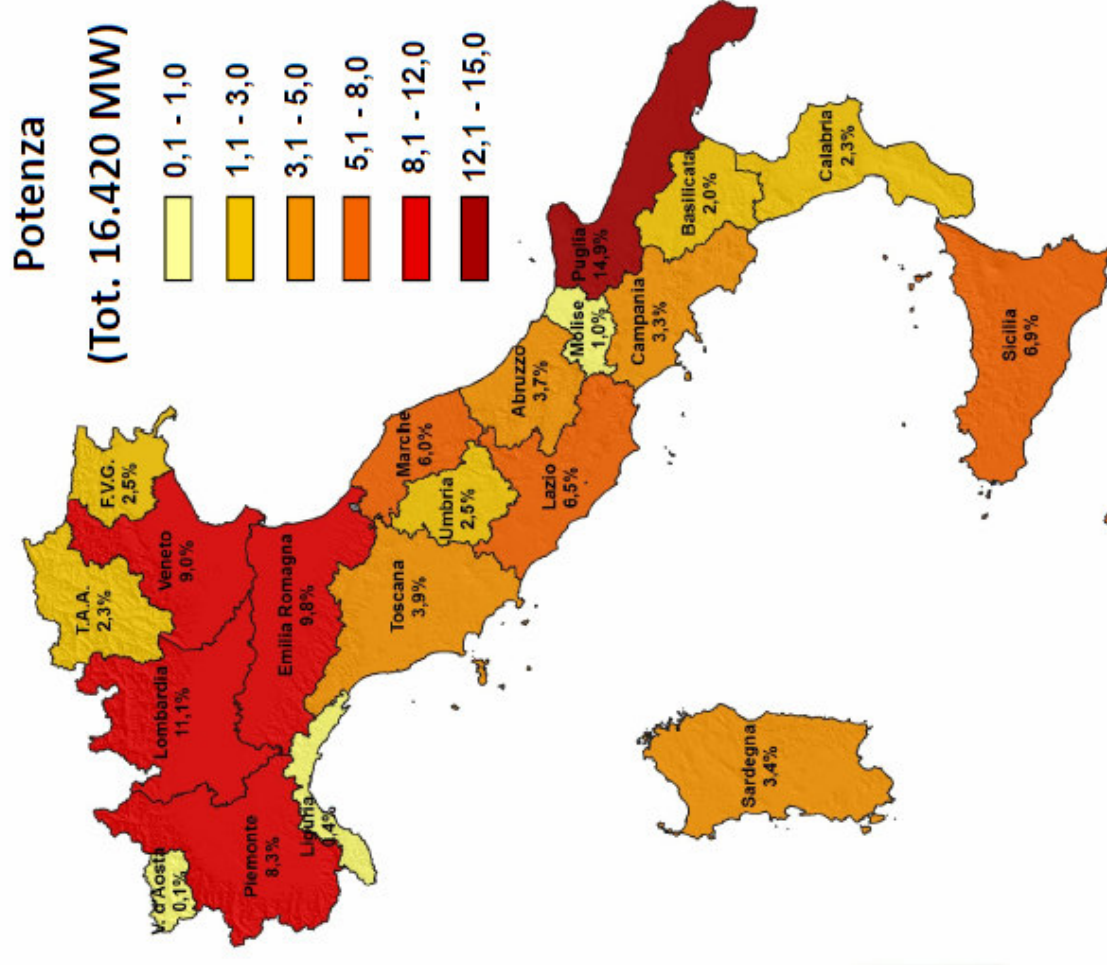 Potenza
(Tot. 16.420 MW)
0,1 - 1,0
1,1 - 3,0
3,1 - 5,0
5,1 - 8,0
8,1 - 12,0
12,1 - 15,0
V. d'Aosta
0,1%
Piemonte
8,3%
Liguria
0,4%
Lombardia
11,1%
T.A.A.
2,3%
Veneto
9,0%
F.V.G.
2,5%
Emilia Romagna
9,8%
Toscana
3,9%
Umbria
2,5%
Marche
6,0%
Lazio
6,5%
Abruzzo
3,7%
Molise
1,0%
Campania
3,3%
Puglia
14,9%
Basilicata
2,0%
Calabria
2,3%
Sicilia
6,9%
Sardegna
3,4%